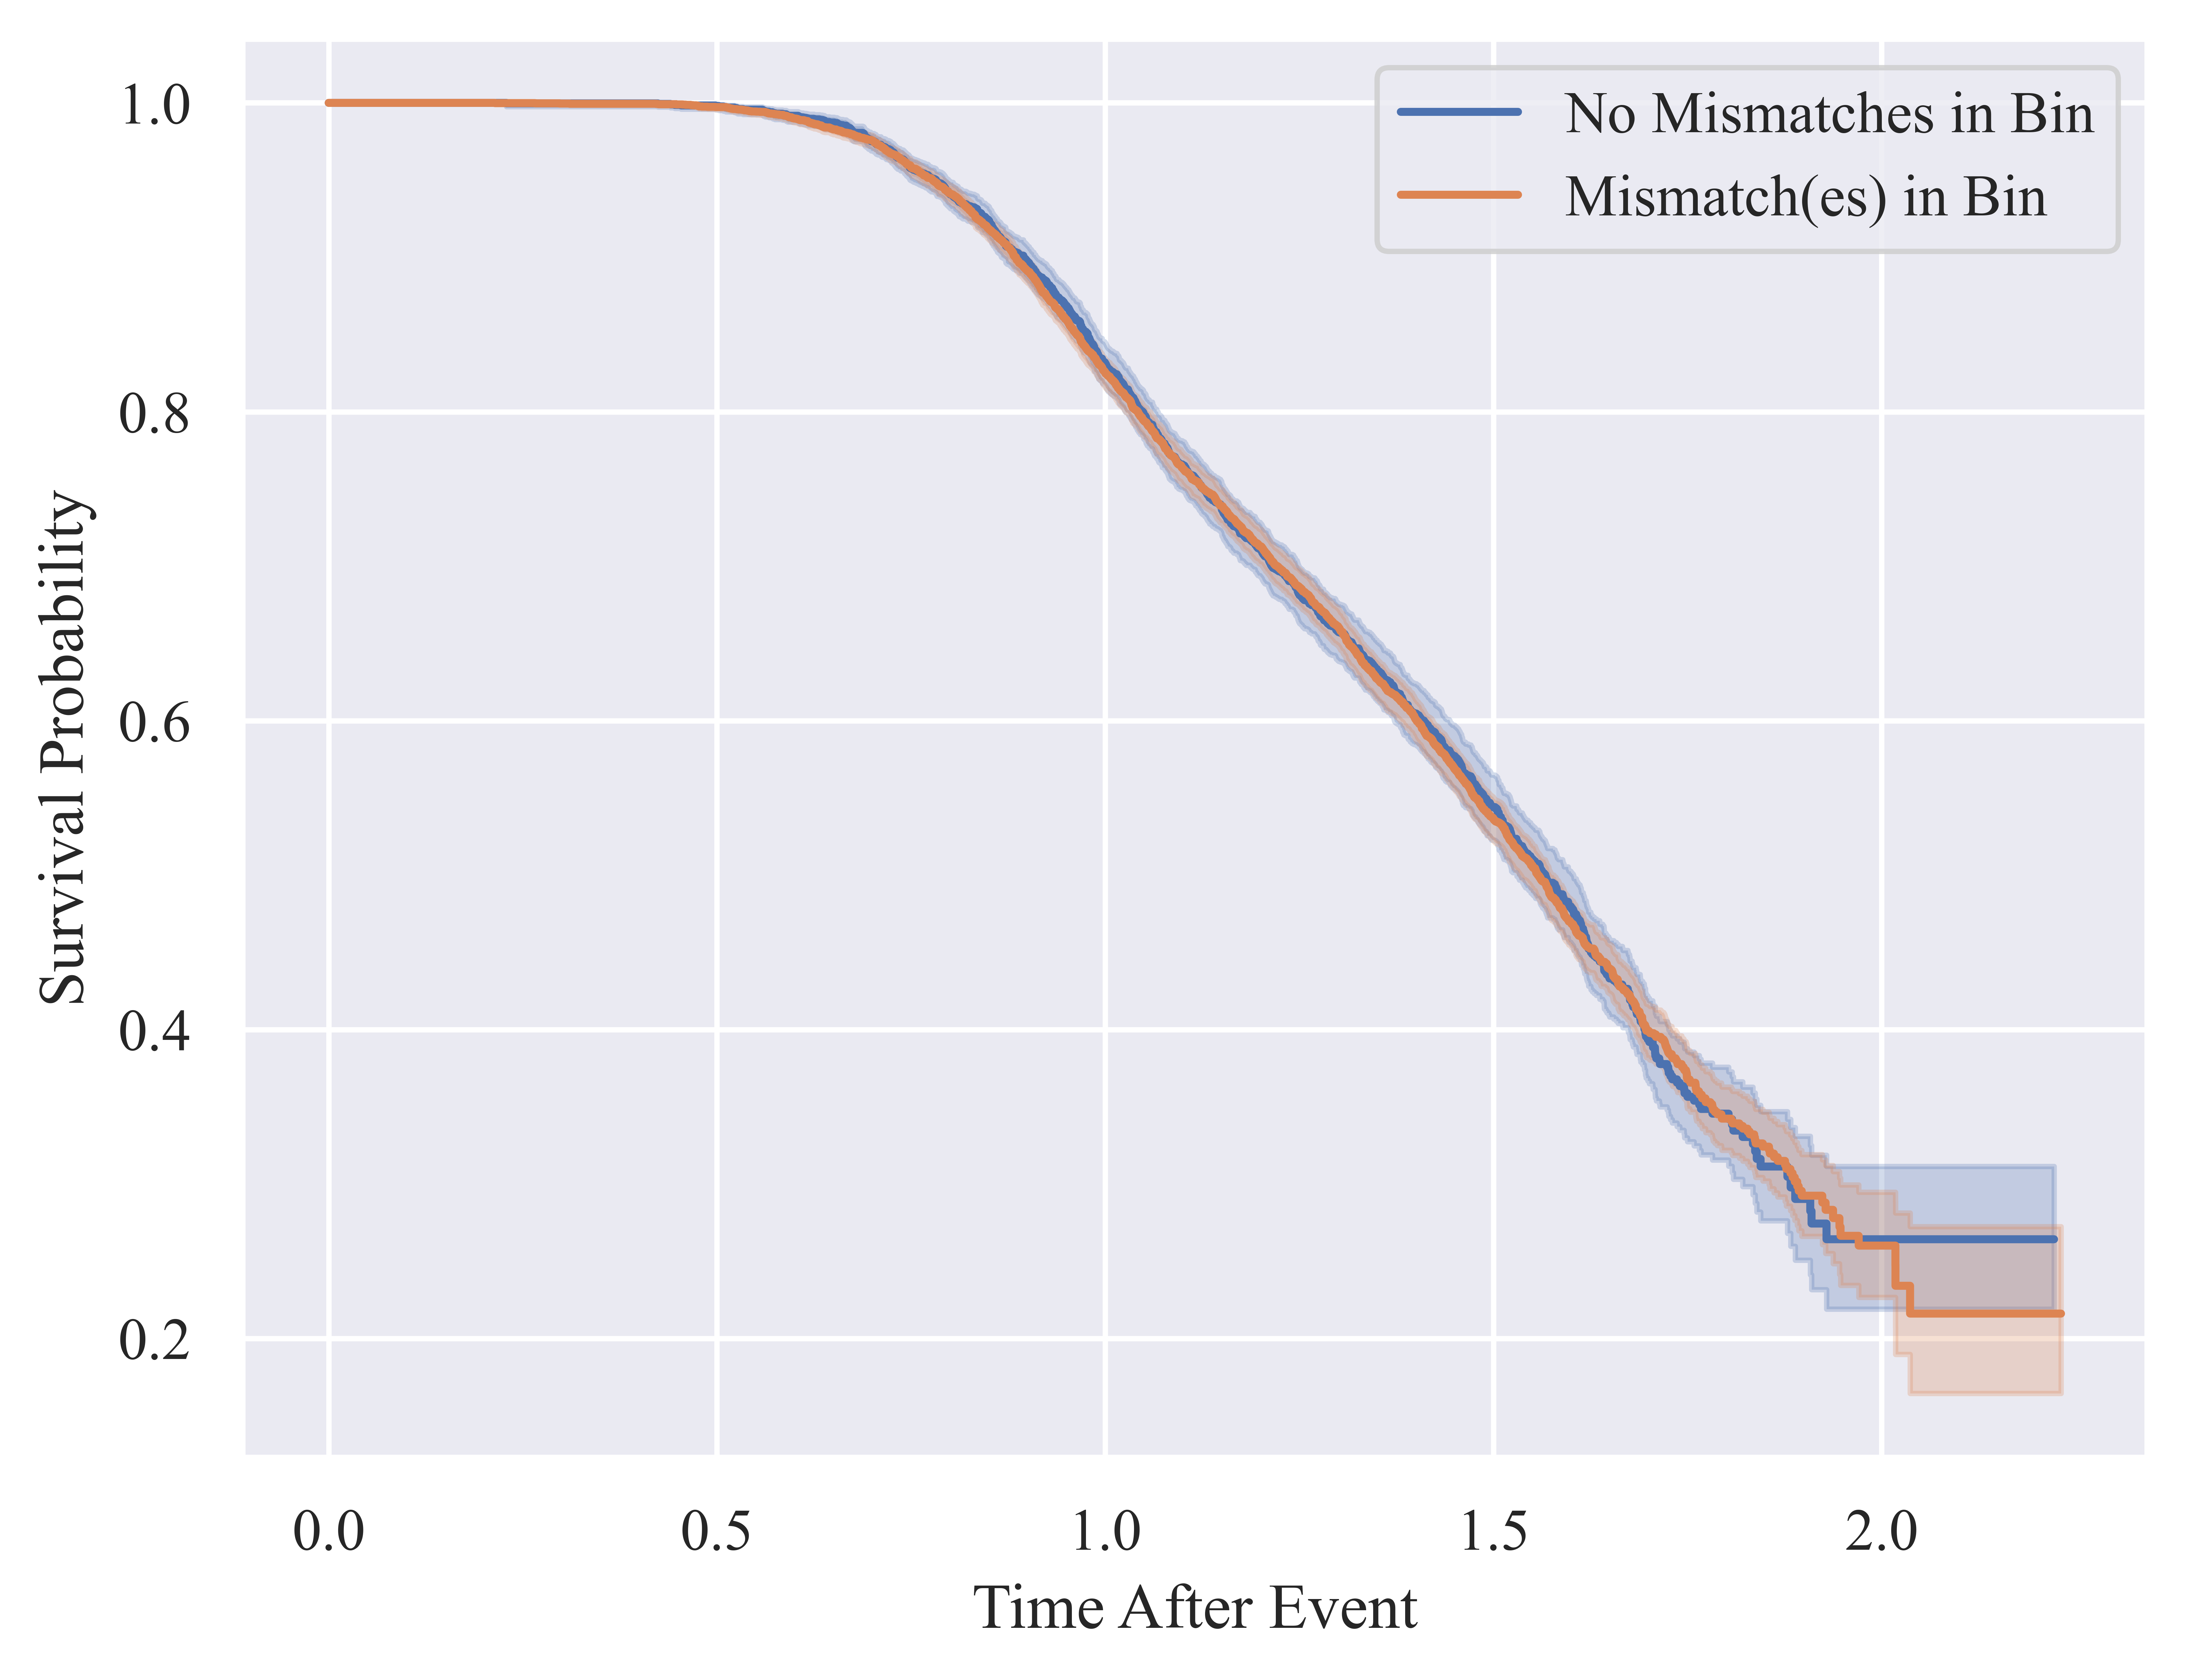 No Mismatches in Bin
Mismatch(es) in Bin
1.0
0.8
0.6
0.4
0.2
Survival Probability
0.0 0.5 1.0 1.5 2.0
Time After Event